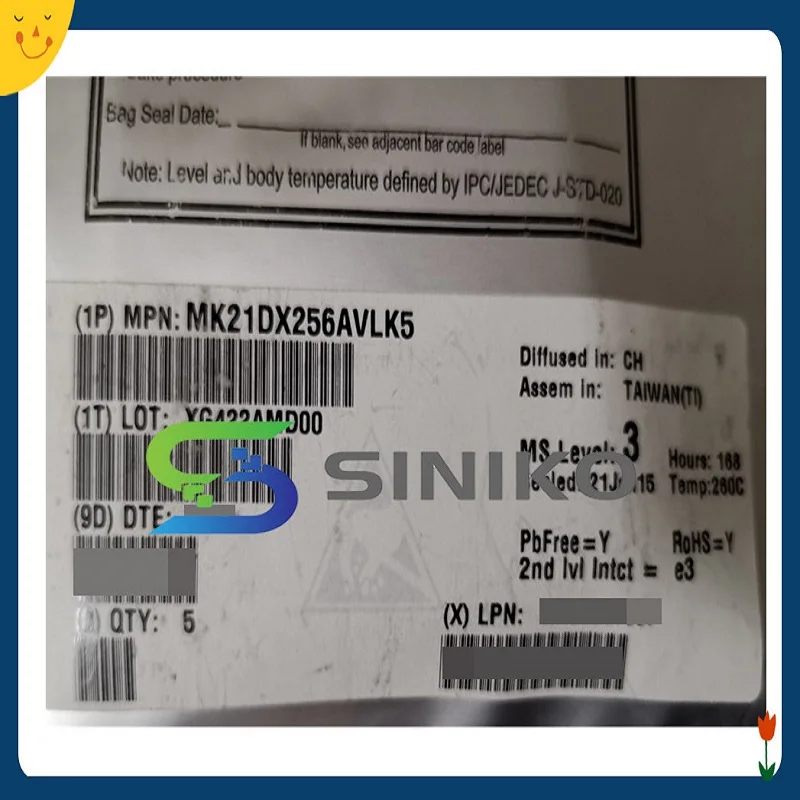 Bag Seal Date:
If blank, see adjacent bar code label
Note: Level and body temperature defined by IPC/JEDEC J-STD-020
(1P) MPN: MK21DX256AVLK5
Diffused in: CH
Assem in: TAIWAN(TI)
(1T) LOT:
MS Level: 3 Hours: 168
SINIKO
Temp:260C
(9D) DTE:
PbFree=Y RoHS=Y
2nd lvl Intct = e3
QTY: 5
(X) LPN: